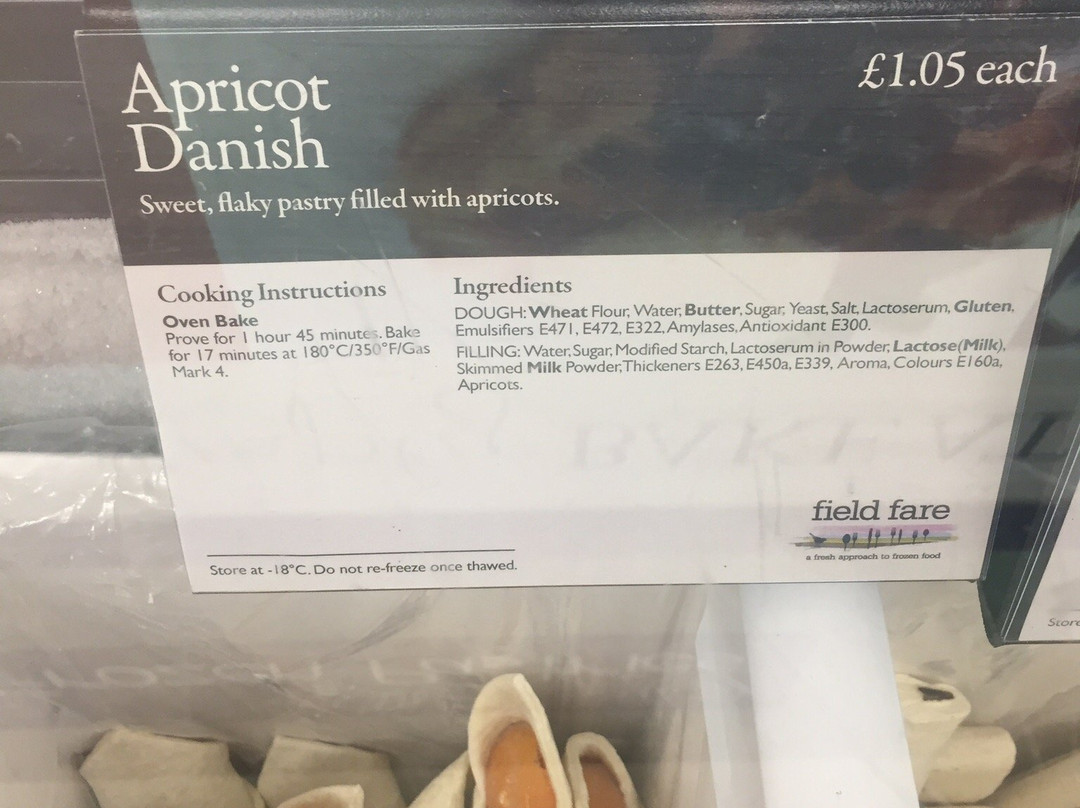 Apricot
Danish
£1.05 each
Sweet, flaky pastry filled with apricots.
Cooking Instructions
Oven Bake
Prove for 1 hour 45 minutes. Bake
for 17 minutes at 180°C/350°F/Gas
Mark 4.
Ingredients
DOUGH: Wheat Flour, Water, Butter, Sugar, Yeast, Salt, Lactoserum, Gluten,
Emulsifiers E471, E472, E322, Amylases, Antioxidant E300.
FILLING: Water, Sugar, Modified Starch, Lactoserum in Powder, Lactose(Milk),
Skimmed Milk Powder, Thickeners E263, E450a, E339, Aroma, Colours E160a,
Apricots.
Store at -18°C. Do not re-freeze once thawed.
field fare
a fresh approach to frozen food